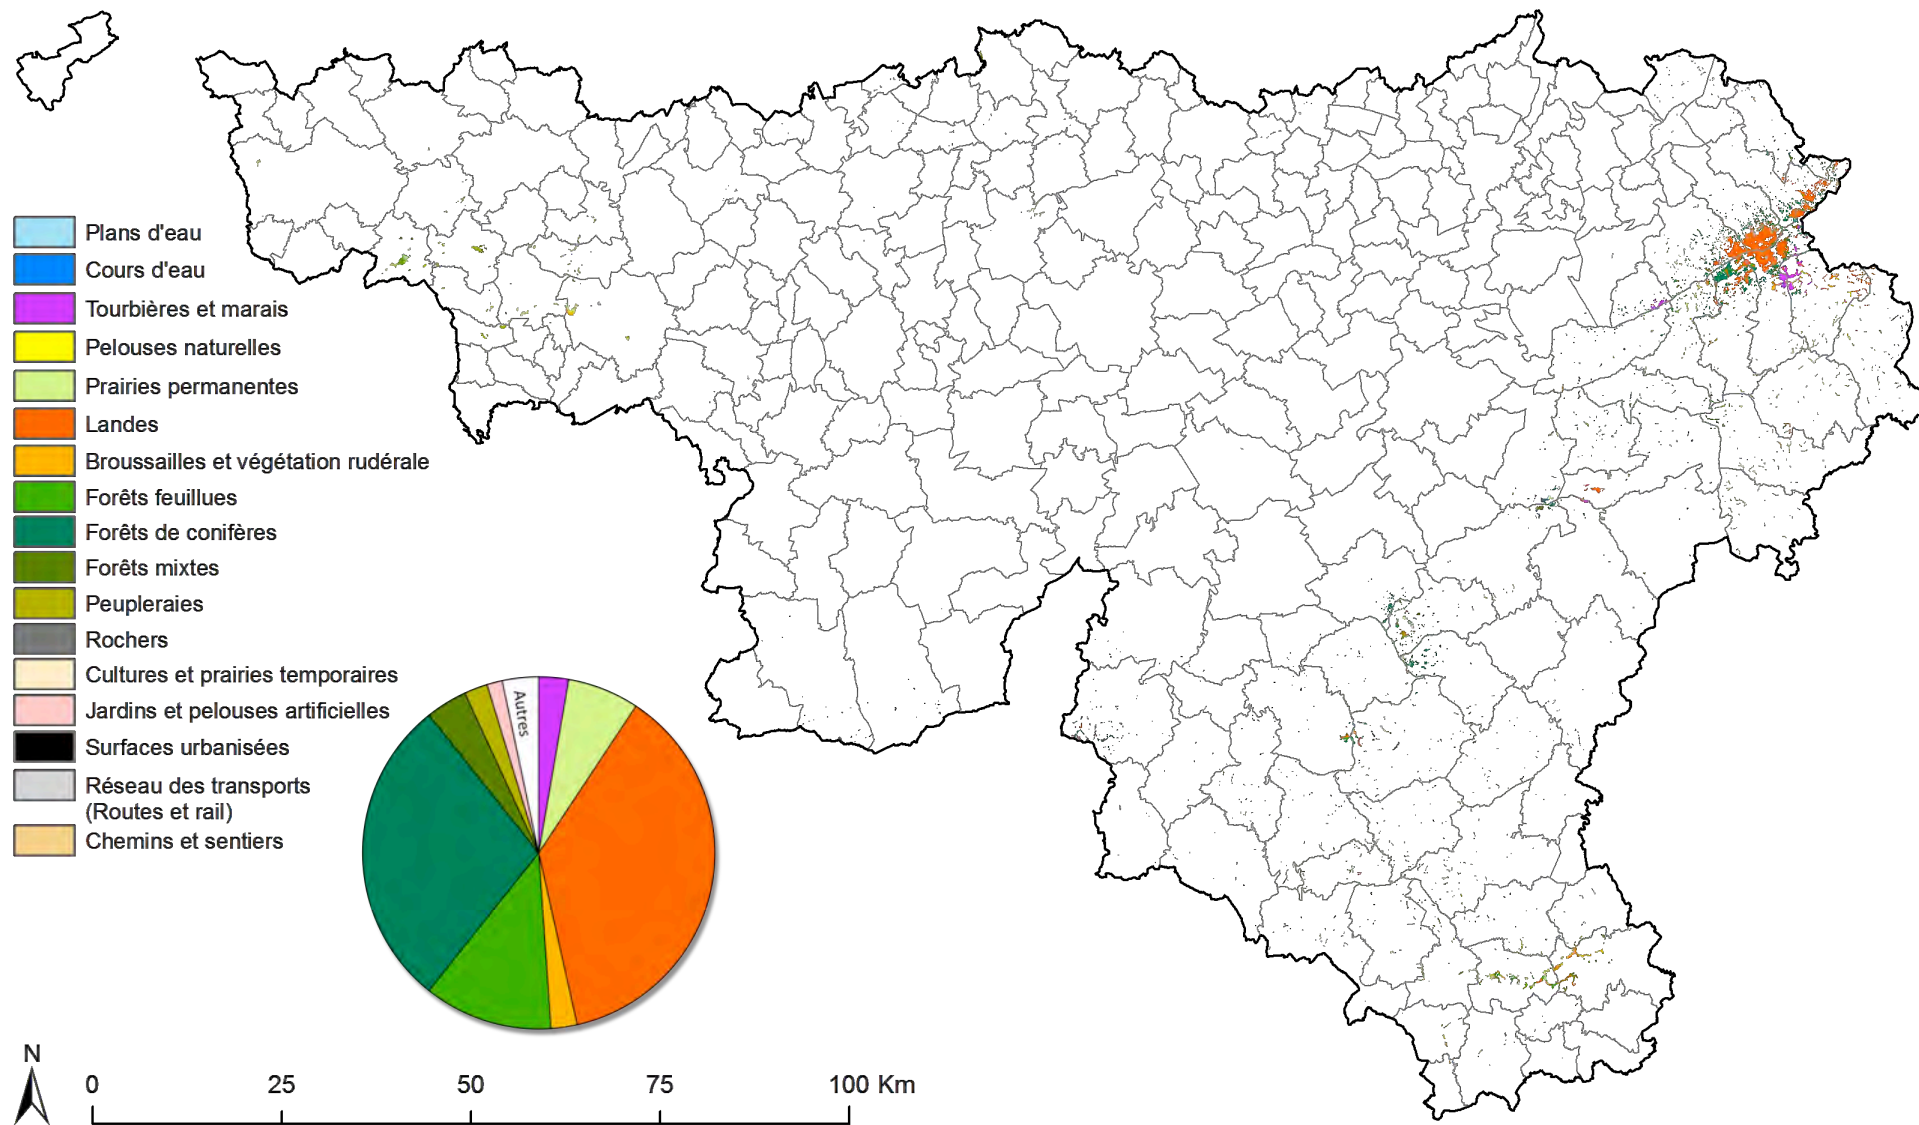 Plans d'eau
Cours d'eau
Tourbières et marais
Pelouses naturelles
Prairies permanentes
Landes
Broussailles et végétation rudérale
Forêts feuillues
Forêts de conifères
Forêts mixtes
Peupleraies
Rochers
Cultures et prairies temporaires
Jardins et pelouses artificielles
Surfaces urbanisées
Réseau des transports
(Routes et rail)
Chemins et sentiers
Autres
N
0 25 50 75 100 Km